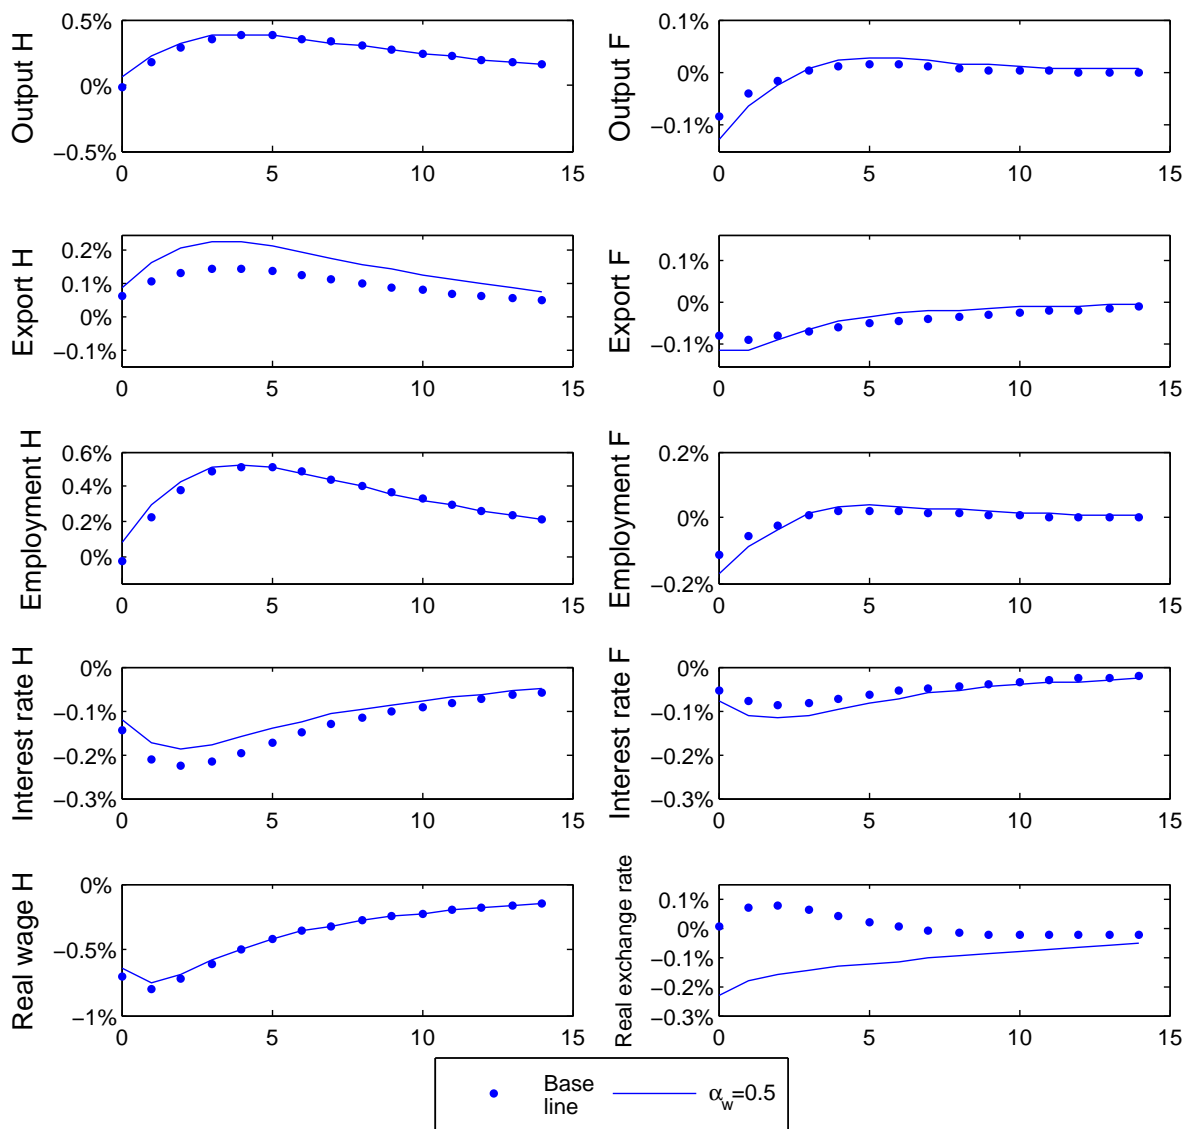 Output H
0.5%
0%
−0.5%
0 5 10 15
Output F
0.1%
0%
−0.1%
0 5 10 15
Export H
0.2%
0.1%
0%
−0.1%
0 5 10 15
Export F
0.1%
0%
−0.1%
0 5 10 15
Employment H
0.6%
0.4%
0.2%
0%
0 5 10 15
Employment F
0.2%
0%
−0.2%
0 5 10 15
Interest rate H
0%
−0.1%
−0.2%
−0.3%
0 5 10 15
Interest rate F
0%
−0.1%
−0.2%
−0.3%
0 5 10 15
Real wage H
0%
−0.5%
−1%
0 5 10 15
Real exchange rate
0.1%
0%
−0.1%
−0.2%
−0.3%
0 5 10 15
Base
line
α_w=0.5